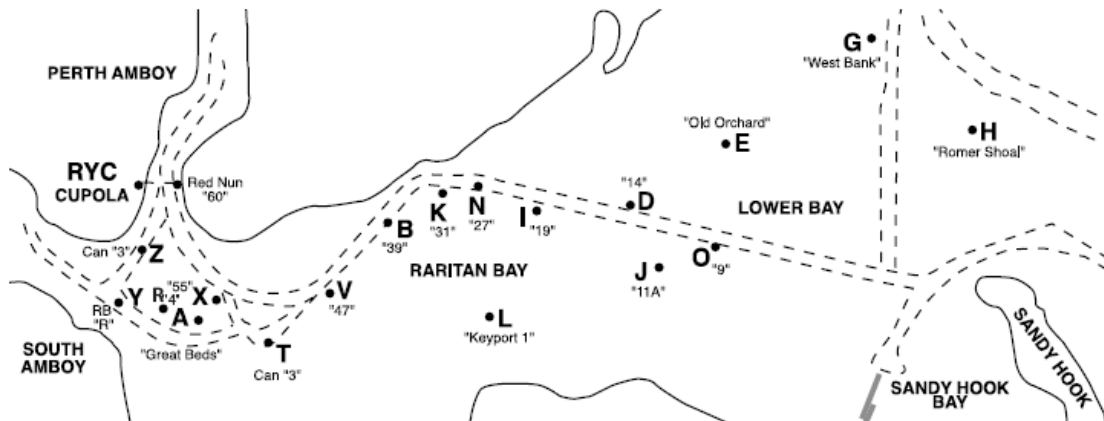 G
"West Bank"
PERTH AMBOY
"Old Orchard"
E
H
"Romer Shoal"
RYC
CUPOLA
Red Nun
"60"
"14"
D
K
"31"
N
"27"
I
"19"
LOWER BAY
B
"39"
Can "3"
Z
RARITAN BAY
O
"9"
J
"11A"
Y
RB
"R"
R
"4"
"55"
X
A
V
"47"
L
"Keyport 1"
SOUTH
AMBOY
"Great Beds"
T
Can "3"
SANDY HOOK
SANDY HOOK
BAY